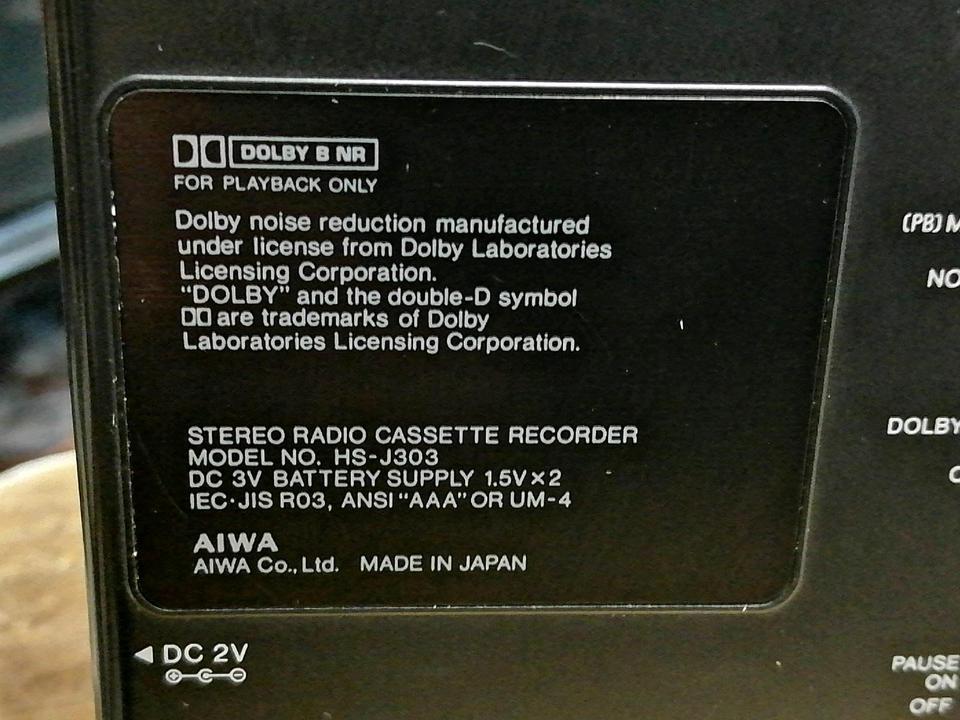 DOLBY B NR
FOR PLAYBACK ONLY
Dolby noise reduction manufactured
under license from Dolby Laboratories
Licensing Corporation.
"DOLBY" and the double-D symbol
are trademarks of Dolby
Laboratories Licensing Corporation.
STEREO RADIO CASSETTE RECORDER
MODEL NO. HS-J303
DC 3V BATTERY SUPPLY 1.5V×2
IEC·JIS R03, ANSI "AAA" OR UM-4
AIWA
AIWA Co., Ltd. MADE IN JAPAN
DC 2V
(PB) M
NO
DOLBY
PAUSE
ON
OFF